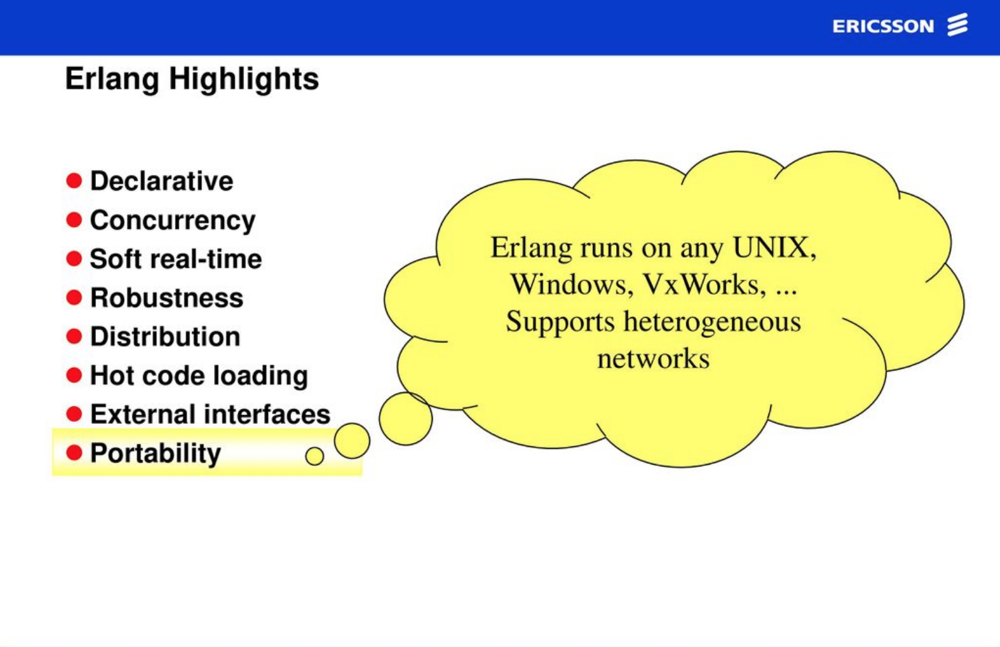 ERICSSON
Erlang Highlights
Declarative
Concurrency
Soft real-time
Robustness
Distribution
Hot code loading
External interfaces
Portability
Erlang runs on any UNIX,
Windows, VxWorks, ...
Supports heterogeneous
networks